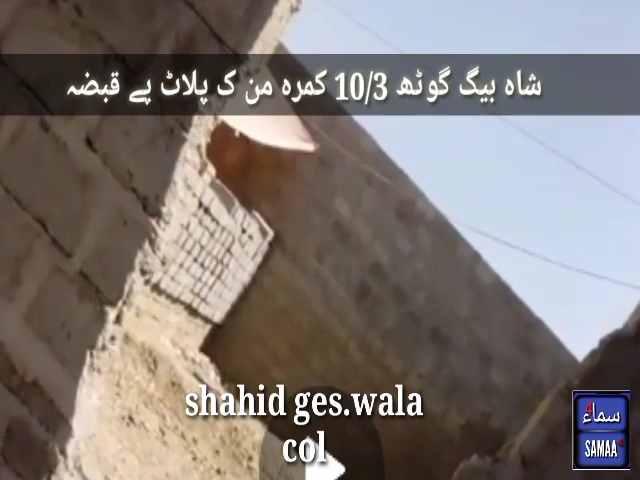 شاہ بیگ گوٹھ 10/3 کمرہ من ک پلاٹ پے قبضہ
shahid ges.wala
col
سماء
SAMAA